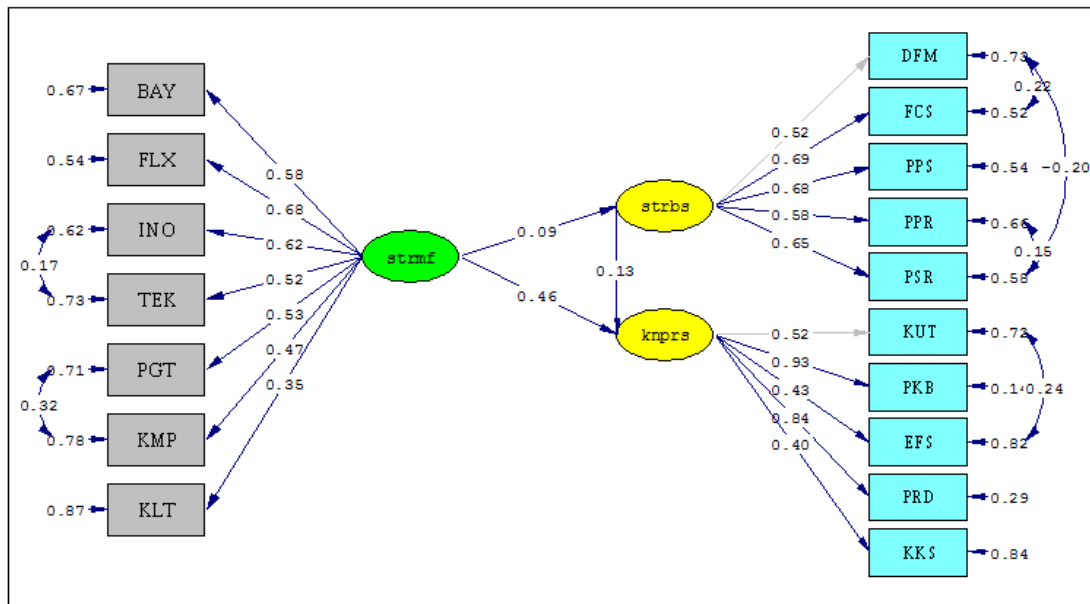 0.67 BAY
0.54 FLX
0.62 INO
0.17
0.73 TEK
0.71 PGT
0.32
0.78 KMP
0.87 KLT
0.58
0.68
0.62
0.52
0.53
0.47
0.35
strmf
0.09
0.46
strbs
0.13
knprs
0.52
0.69
0.68
0.58
0.65
0.52
0.93
0.43
0.84
0.40
DFM 0.73
0.22
FCS 0.52
PPS 0.54 -0.20
PPR 0.66
0.15
PSR 0.58
KUT 0.73
PKB 0.14 0.24
EFS 0.82
PRD 0.29
KKS 0.84